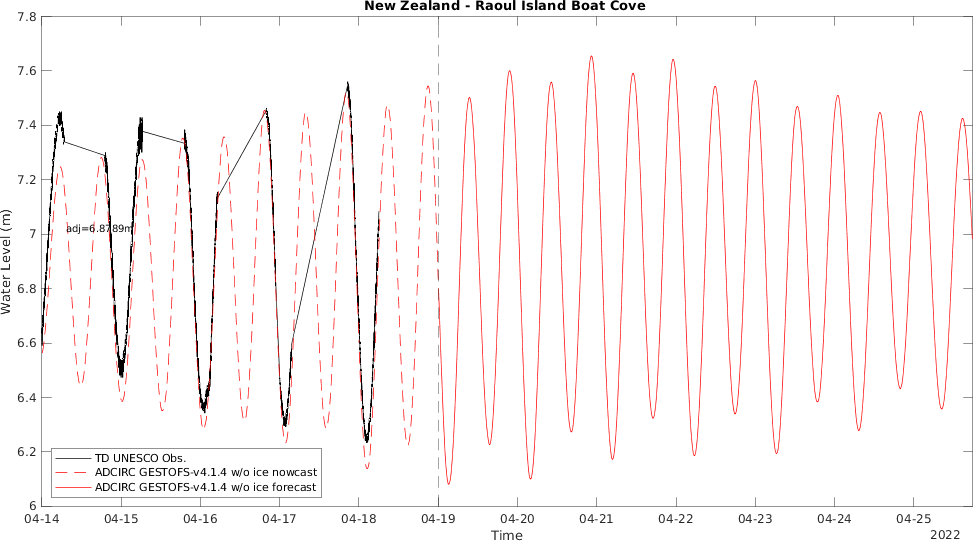 New Zealand - Raoul Island Boat Cove
Water Level (m)
7.8
7.6
7.4
7.2
7
6.8
6.6
6.4
6.2
6
adj=6.8789m
TD UNESCO Obs.
ADCIRC GESTOFS-v4.1.4 w/o ice nowcast
ADCIRC GESTOFS-v4.1.4 w/o ice forecast
04-14 04-15 04-16 04-17 04-18 04-19 04-20 04-21 04-22 04-23 04-24 04-25
Time
2022